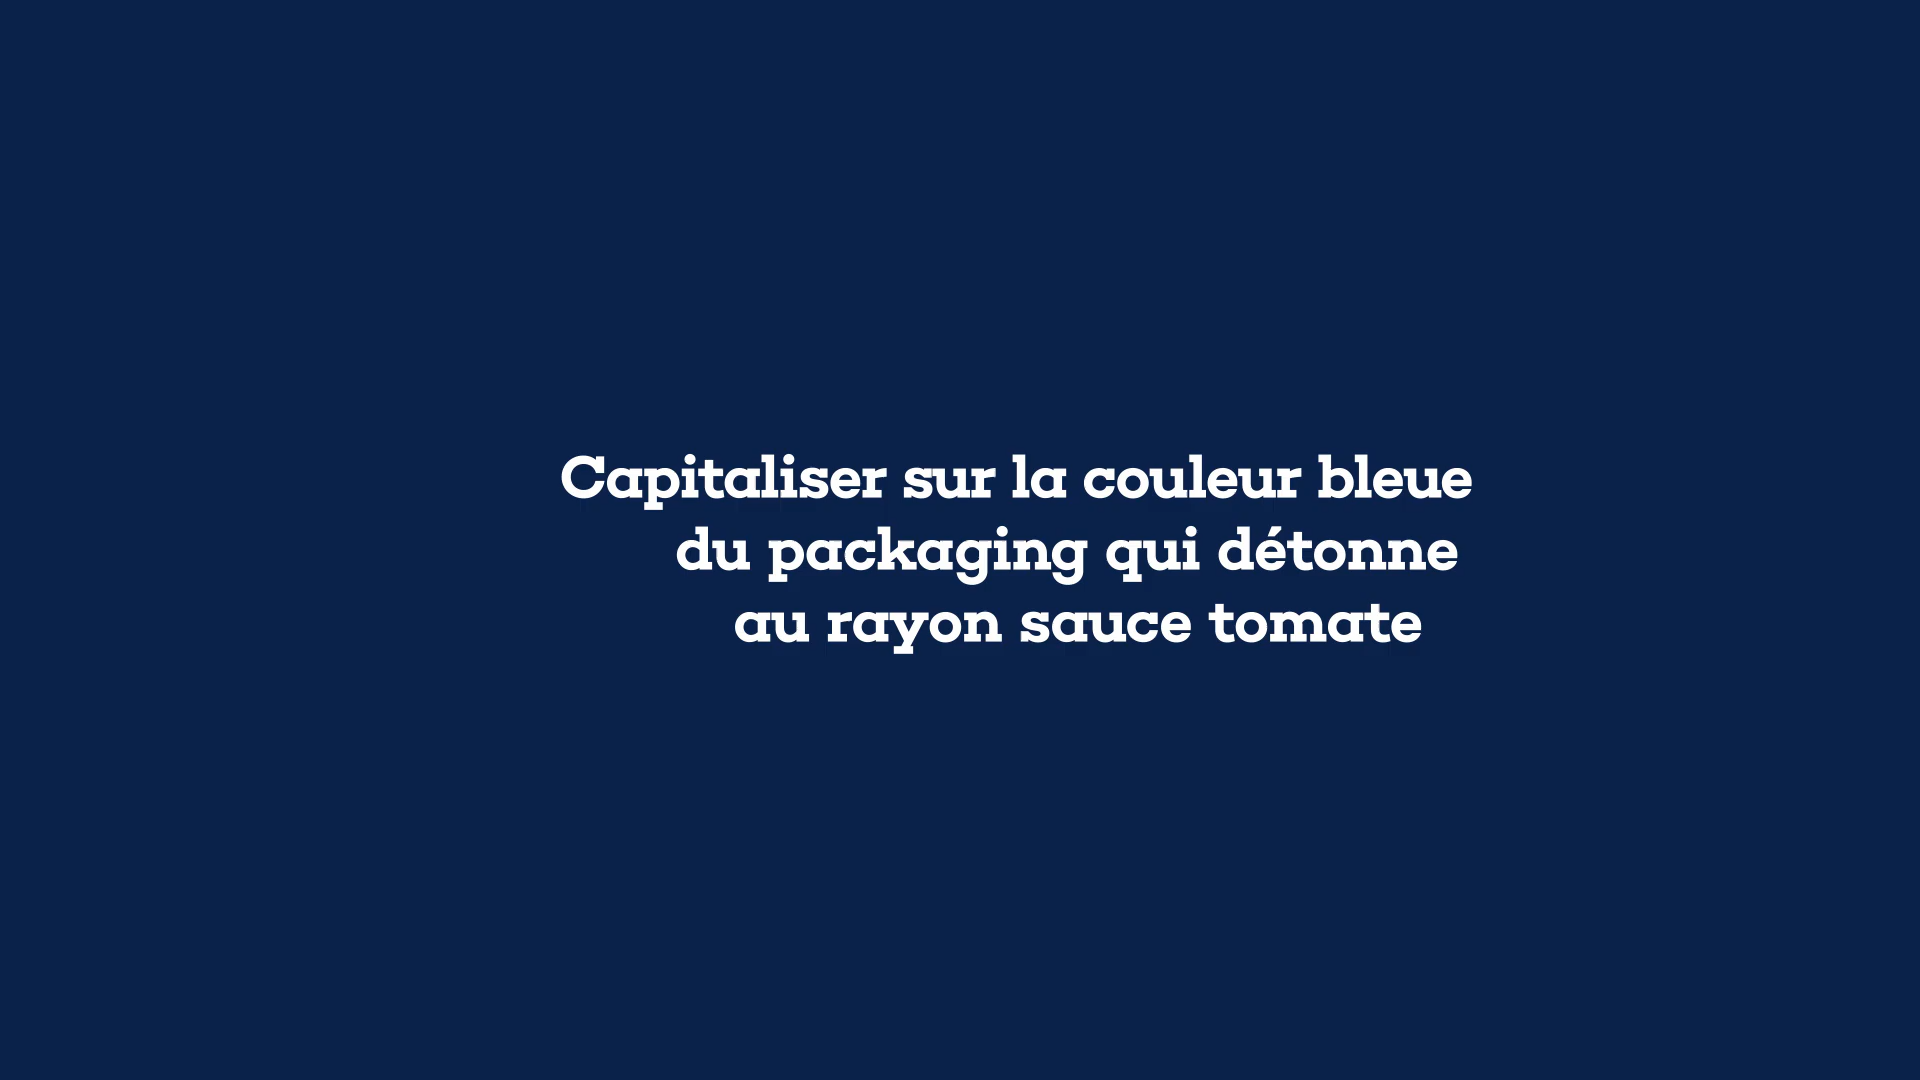 Capitaliser sur la couleur bleue
du packaging qui détonne
au rayon sauce tomate